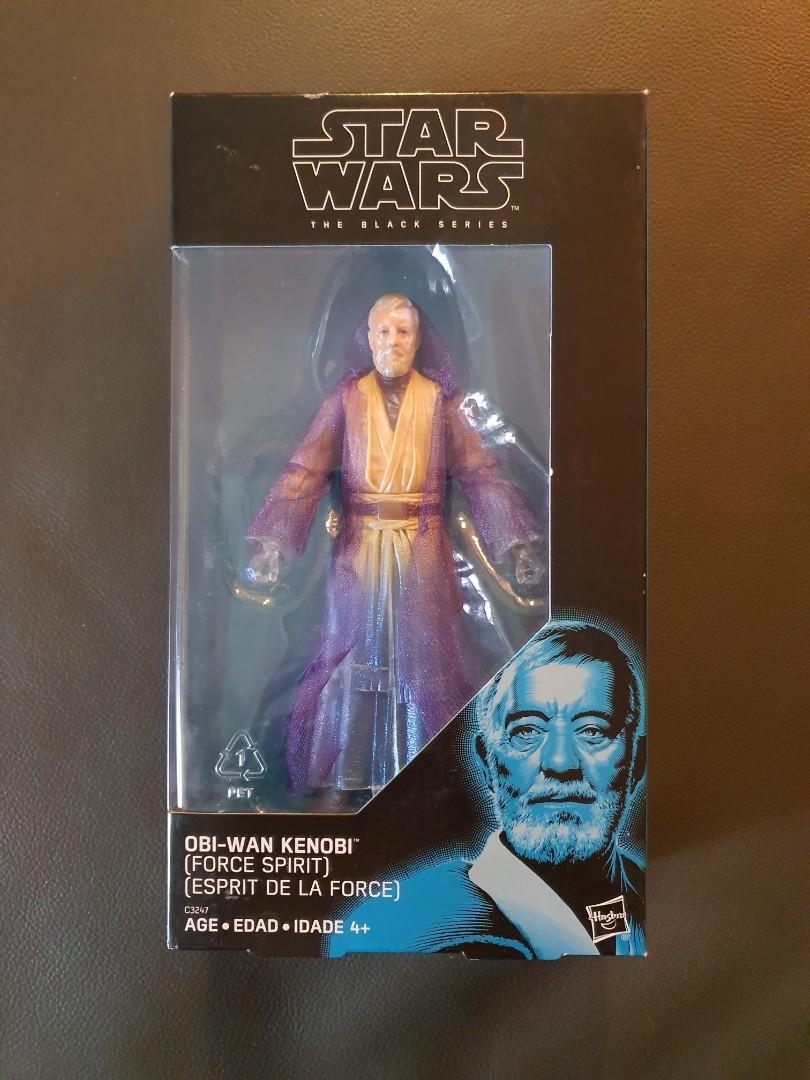 STAR
WARS™
THE BLACK SERIES
1
PET
OBI-WAN KENOBI™
(FORCE SPIRIT)
(ESPRIT DE LA FORCE)
C3247
AGE • EDAD • IDADE 4+
Hasbro